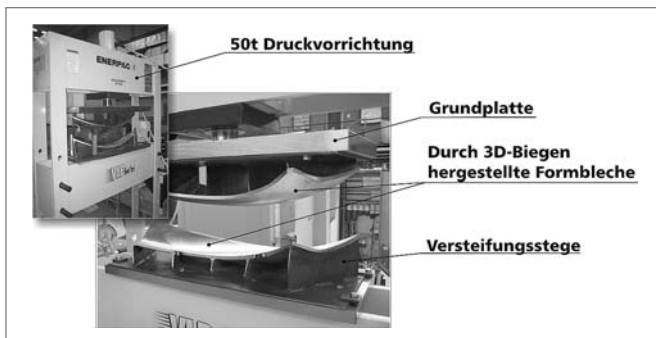 50t Druckvorrichtung
ENERPAC
Grundplatte
Durch 3D-Biegen
hergestellte Formbleche
Versteifungsstege